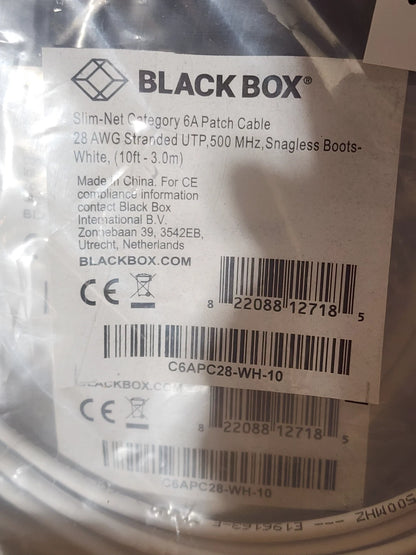 BLACK BOX®
Slim-Net Category 6A Patch Cable
28 AWG Stranded UTP,500 MHz,Snagless Boots-
White, (10ft - 3.0m)
Made in China. For CE
compliance information
contact Black Box
International B.V.
Zonnebaan 39, 3542EB,
Utrecht, Netherlands
BLACKBOX.COM
CE
8 22088 12718 5
C6APC28-WH-10
BLACKBOX.COM
CE
8 22088 12718 5
C6APC28-WH-10
500MHZ --- E196163-F